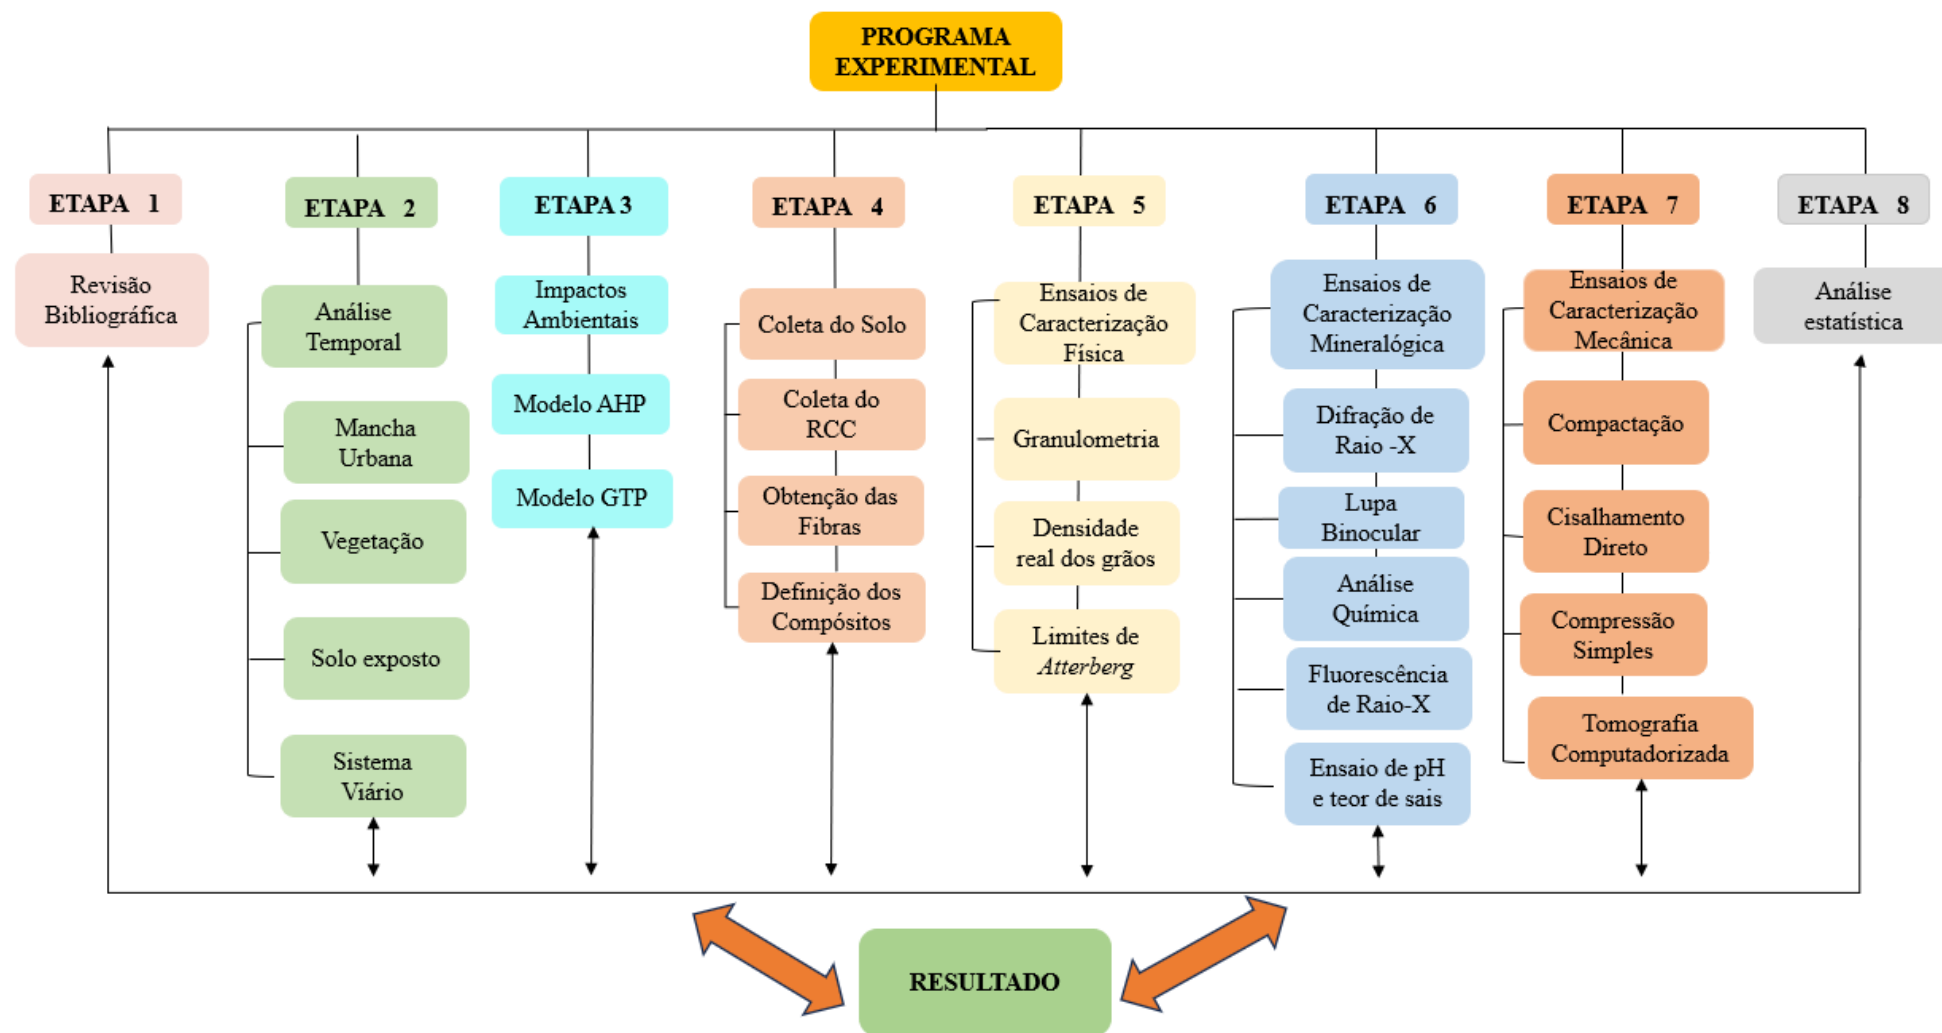 PROGRAMA
EXPERIMENTAL
ETAPA 1
Revisão
Bibliográfica
ETAPA 2
Análise
Temporal
Mancha
Urbana
Vegetação
Solo exposto
Sistema
Viário
ETAPA 3
Impactos
Ambientais
Modelo AHP
Modelo GTP
ETAPA 4
Coleta do Solo
Coleta do
RCC
Obtenção das
Fibras
Definição dos
Compósitos
ETAPA 5
Ensaios de
Caracterização
Física
Granulometria
Densidade
real dos grãos
Limites de
Atterberg
ETAPA 6
Ensaios de
Caracterização
Mineralógica
Difração de
Raio -X
Lupa
Binocular
Análise
Química
Fluorescência
de Raio-X
Ensaio de pH
e teor de sais
ETAPA 7
Ensaios de
Caracterização
Mecânica
Compactação
Cisalhamento
Direto
Compressão
Simples
Tomografia
Computadorizada
ETAPA 8
Análise
estatística
RESULTADO